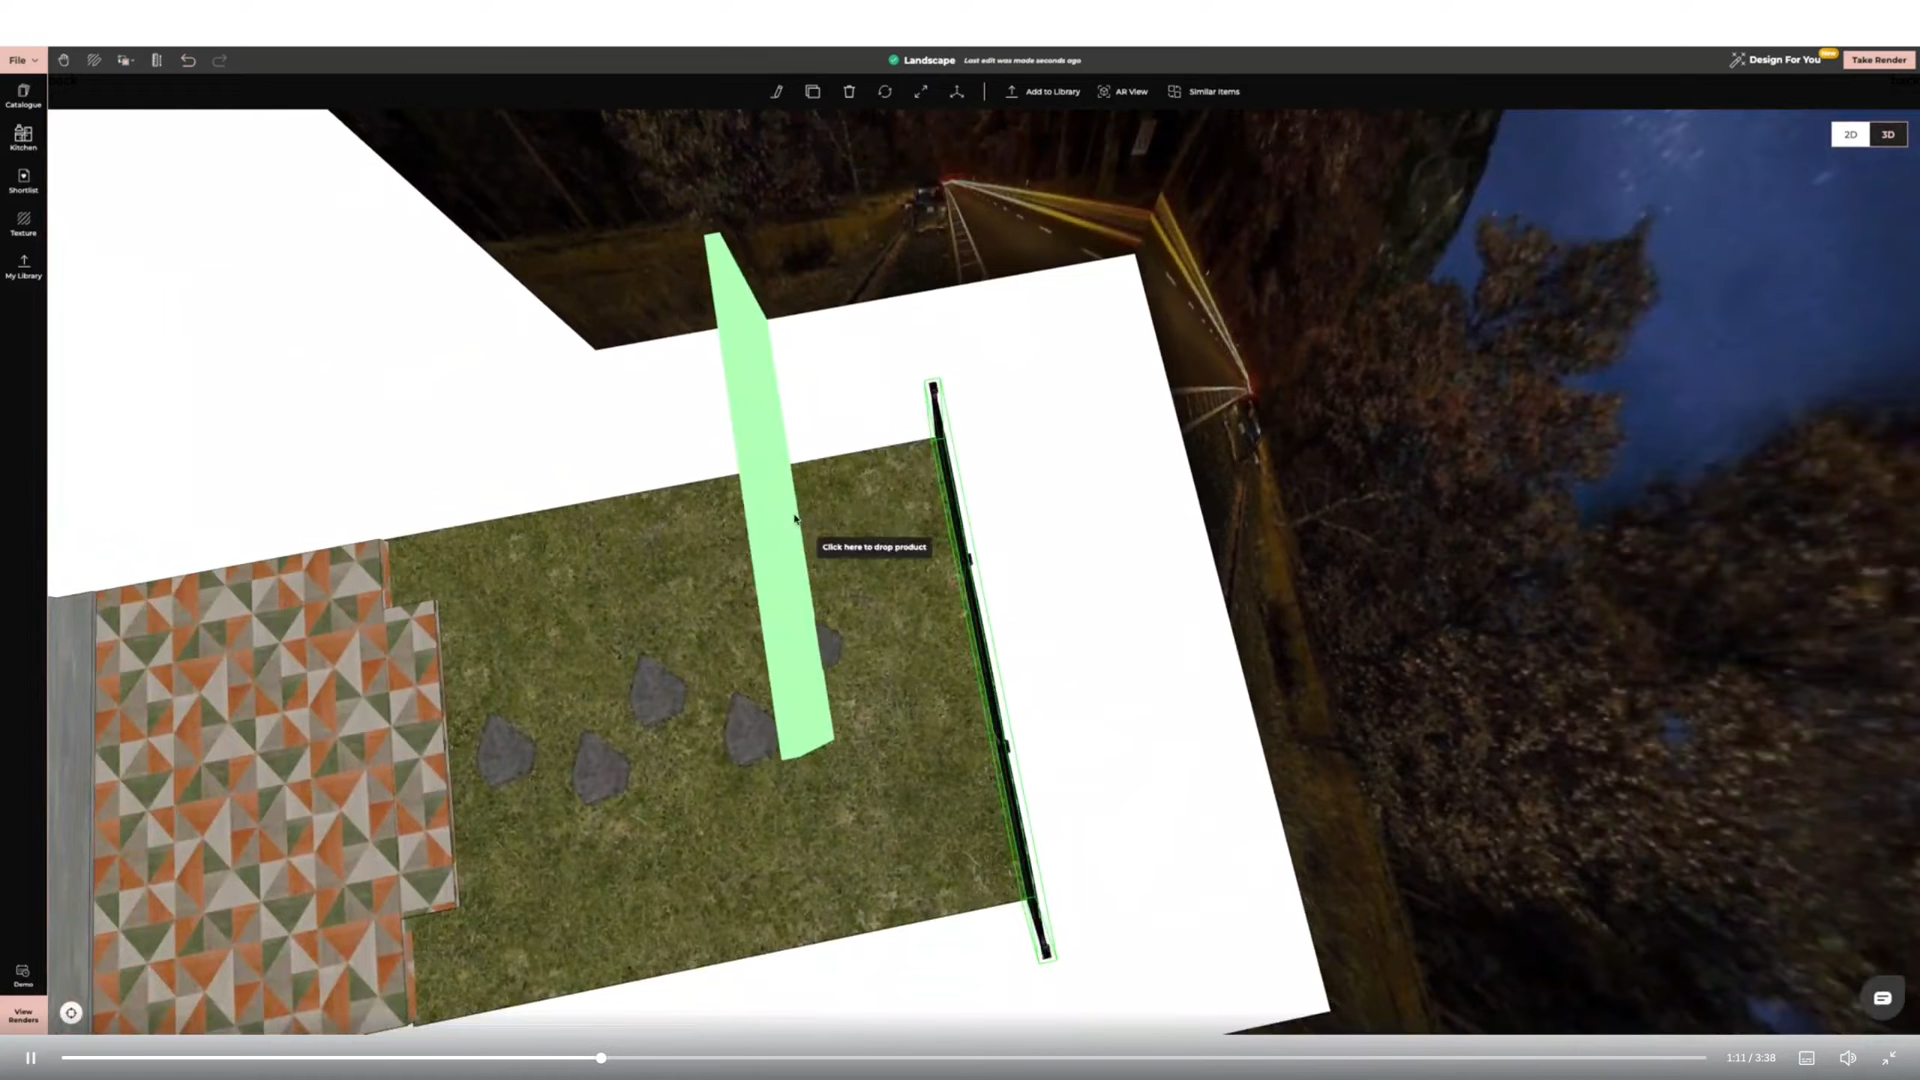 File
Landscape
Last edit was made seconds ago
Design For You
New
Take Render
Catalogue
Add to Library
AR View
Similar Items
Kitchen
2D
3D
Shortlist
Texture
My Library
Click here to drop product
Demo
View
Renders
1:11 / 3:38